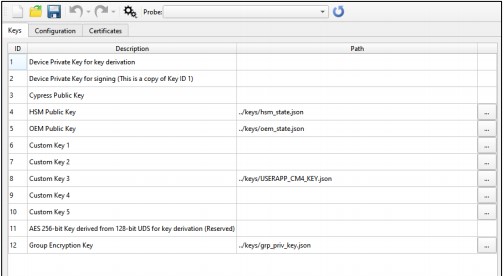 Probe:
Keys Configuration Certificates
ID Description Path
1 Device Private Key for key derivation
2 Device Private Key for signing (This is a copy of Key ID 1)
3 Cypress Public Key
4 HSM Public Key ../keys/hsm_state.json ...
5 OEM Public Key ../keys/oem_state.json ...
6 Custom Key 1 ...
7 Custom Key 2 ...
8 Custom Key 3 ../keys/USERAPP_CM4_KEY.json ...
9 Custom Key 4 ...
10 Custom Key 5 ...
11 AES 256-bit Key derived from 128-bit UDS for key derivation (Reserved)
12 Group Encryption Key ../keys/grp_priv_key.json ...